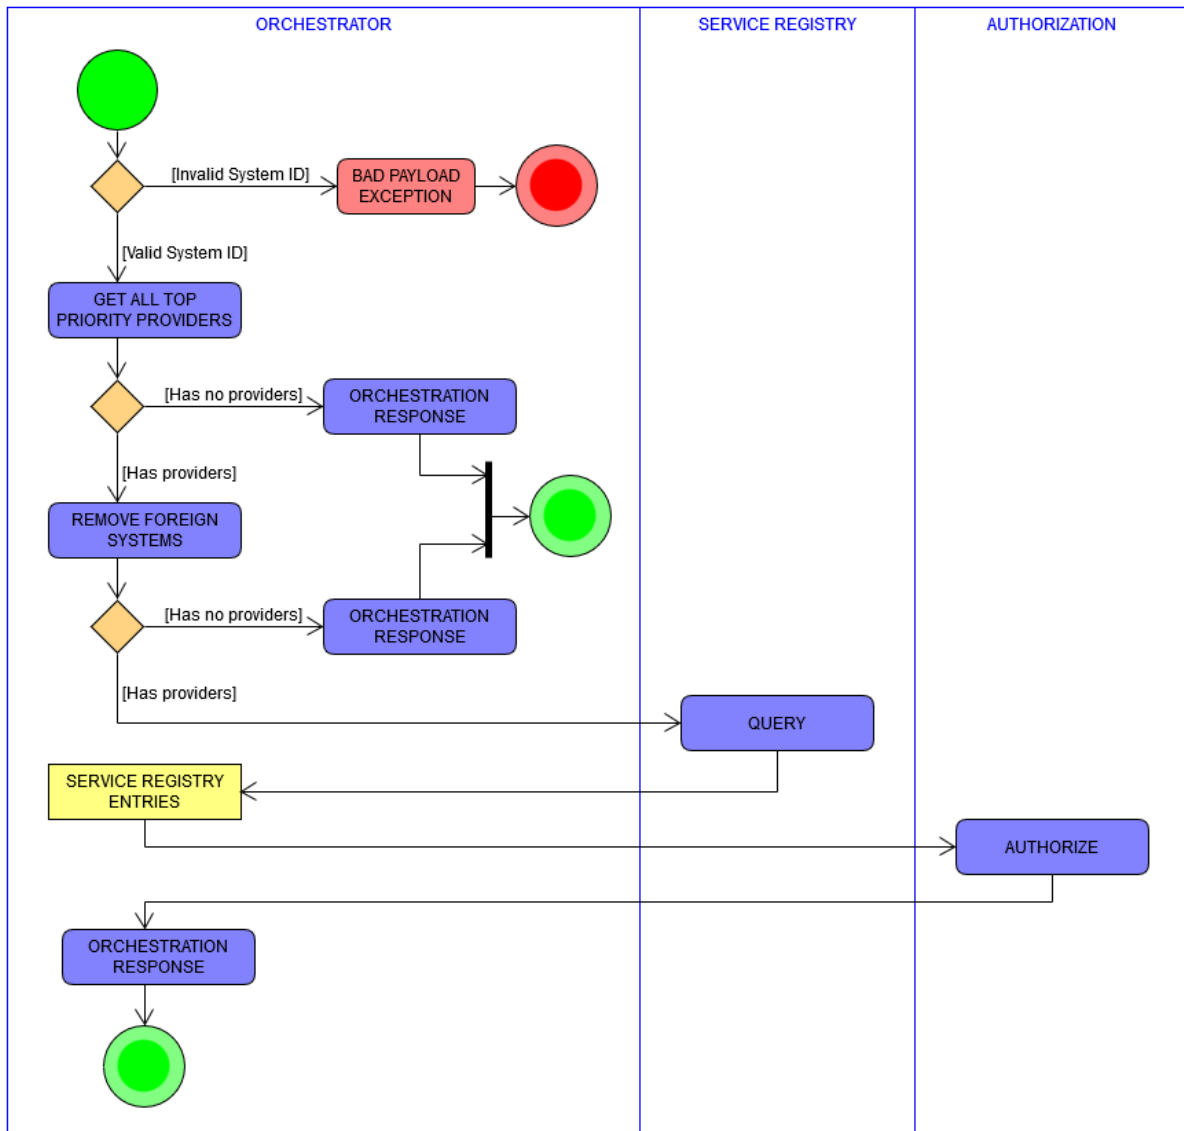 ORCHESTRATOR
SERVICE REGISTRY
AUTHORIZATION
[Invalid System ID]
BAD PAYLOAD
EXCEPTION
[Valid System ID]
GET ALL TOP
PRIORITY PROVIDERS
[Has no providers]
ORCHESTRATION
RESPONSE
[Has providers]
REMOVE FOREIGN
SYSTEMS
[Has no providers]
ORCHESTRATION
RESPONSE
[Has providers]
QUERY
SERVICE REGISTRY
ENTRIES
AUTHORIZE
ORCHESTRATION
RESPONSE